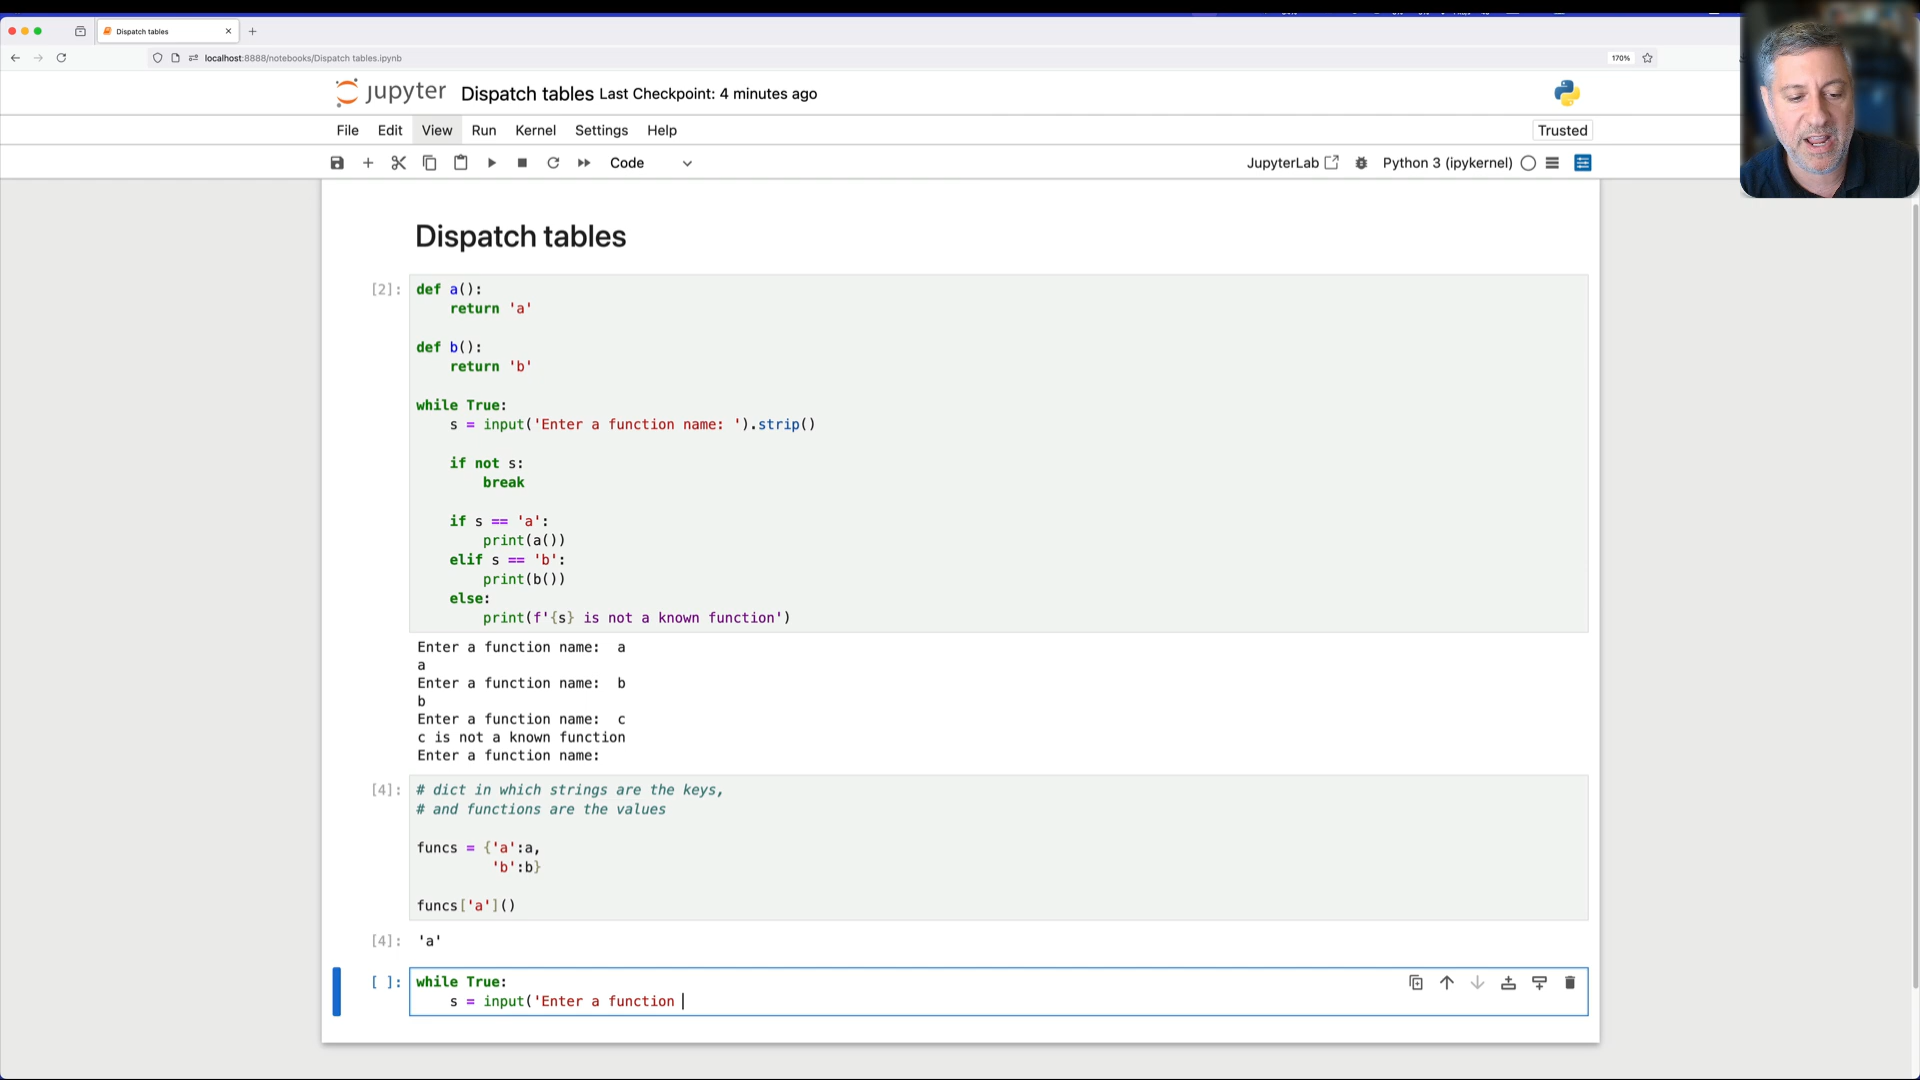 Dispatch tables
localhost:8888/notebooks/Dispatch tables.ipynb
170%
jupyter Dispatch tables Last Checkpoint: 4 minutes ago
File Edit View Run Kernel Settings Help
Trusted
Code
JupyterLab
Python 3 (ipykernel)
Dispatch tables
[2]:
def a():
    return 'a'
def b():
    return 'b'
while True:
    s = input('Enter a function name: ').strip()
    if not s:
        break
    if s == 'a':
        print(a())
    elif s == 'b':
        print(b())
    else:
        print(f'{s} is not a known function')
Enter a function name:  a
a
Enter a function name:  b
b
Enter a function name:  c
c is not a known function
Enter a function name:
[4]:
# dict in which strings are the keys,
# and functions are the values
funcs = {'a':a,
         'b':b}
funcs['a']()
[4]: 'a'
[ ]:
while True:
    s = input('Enter a function